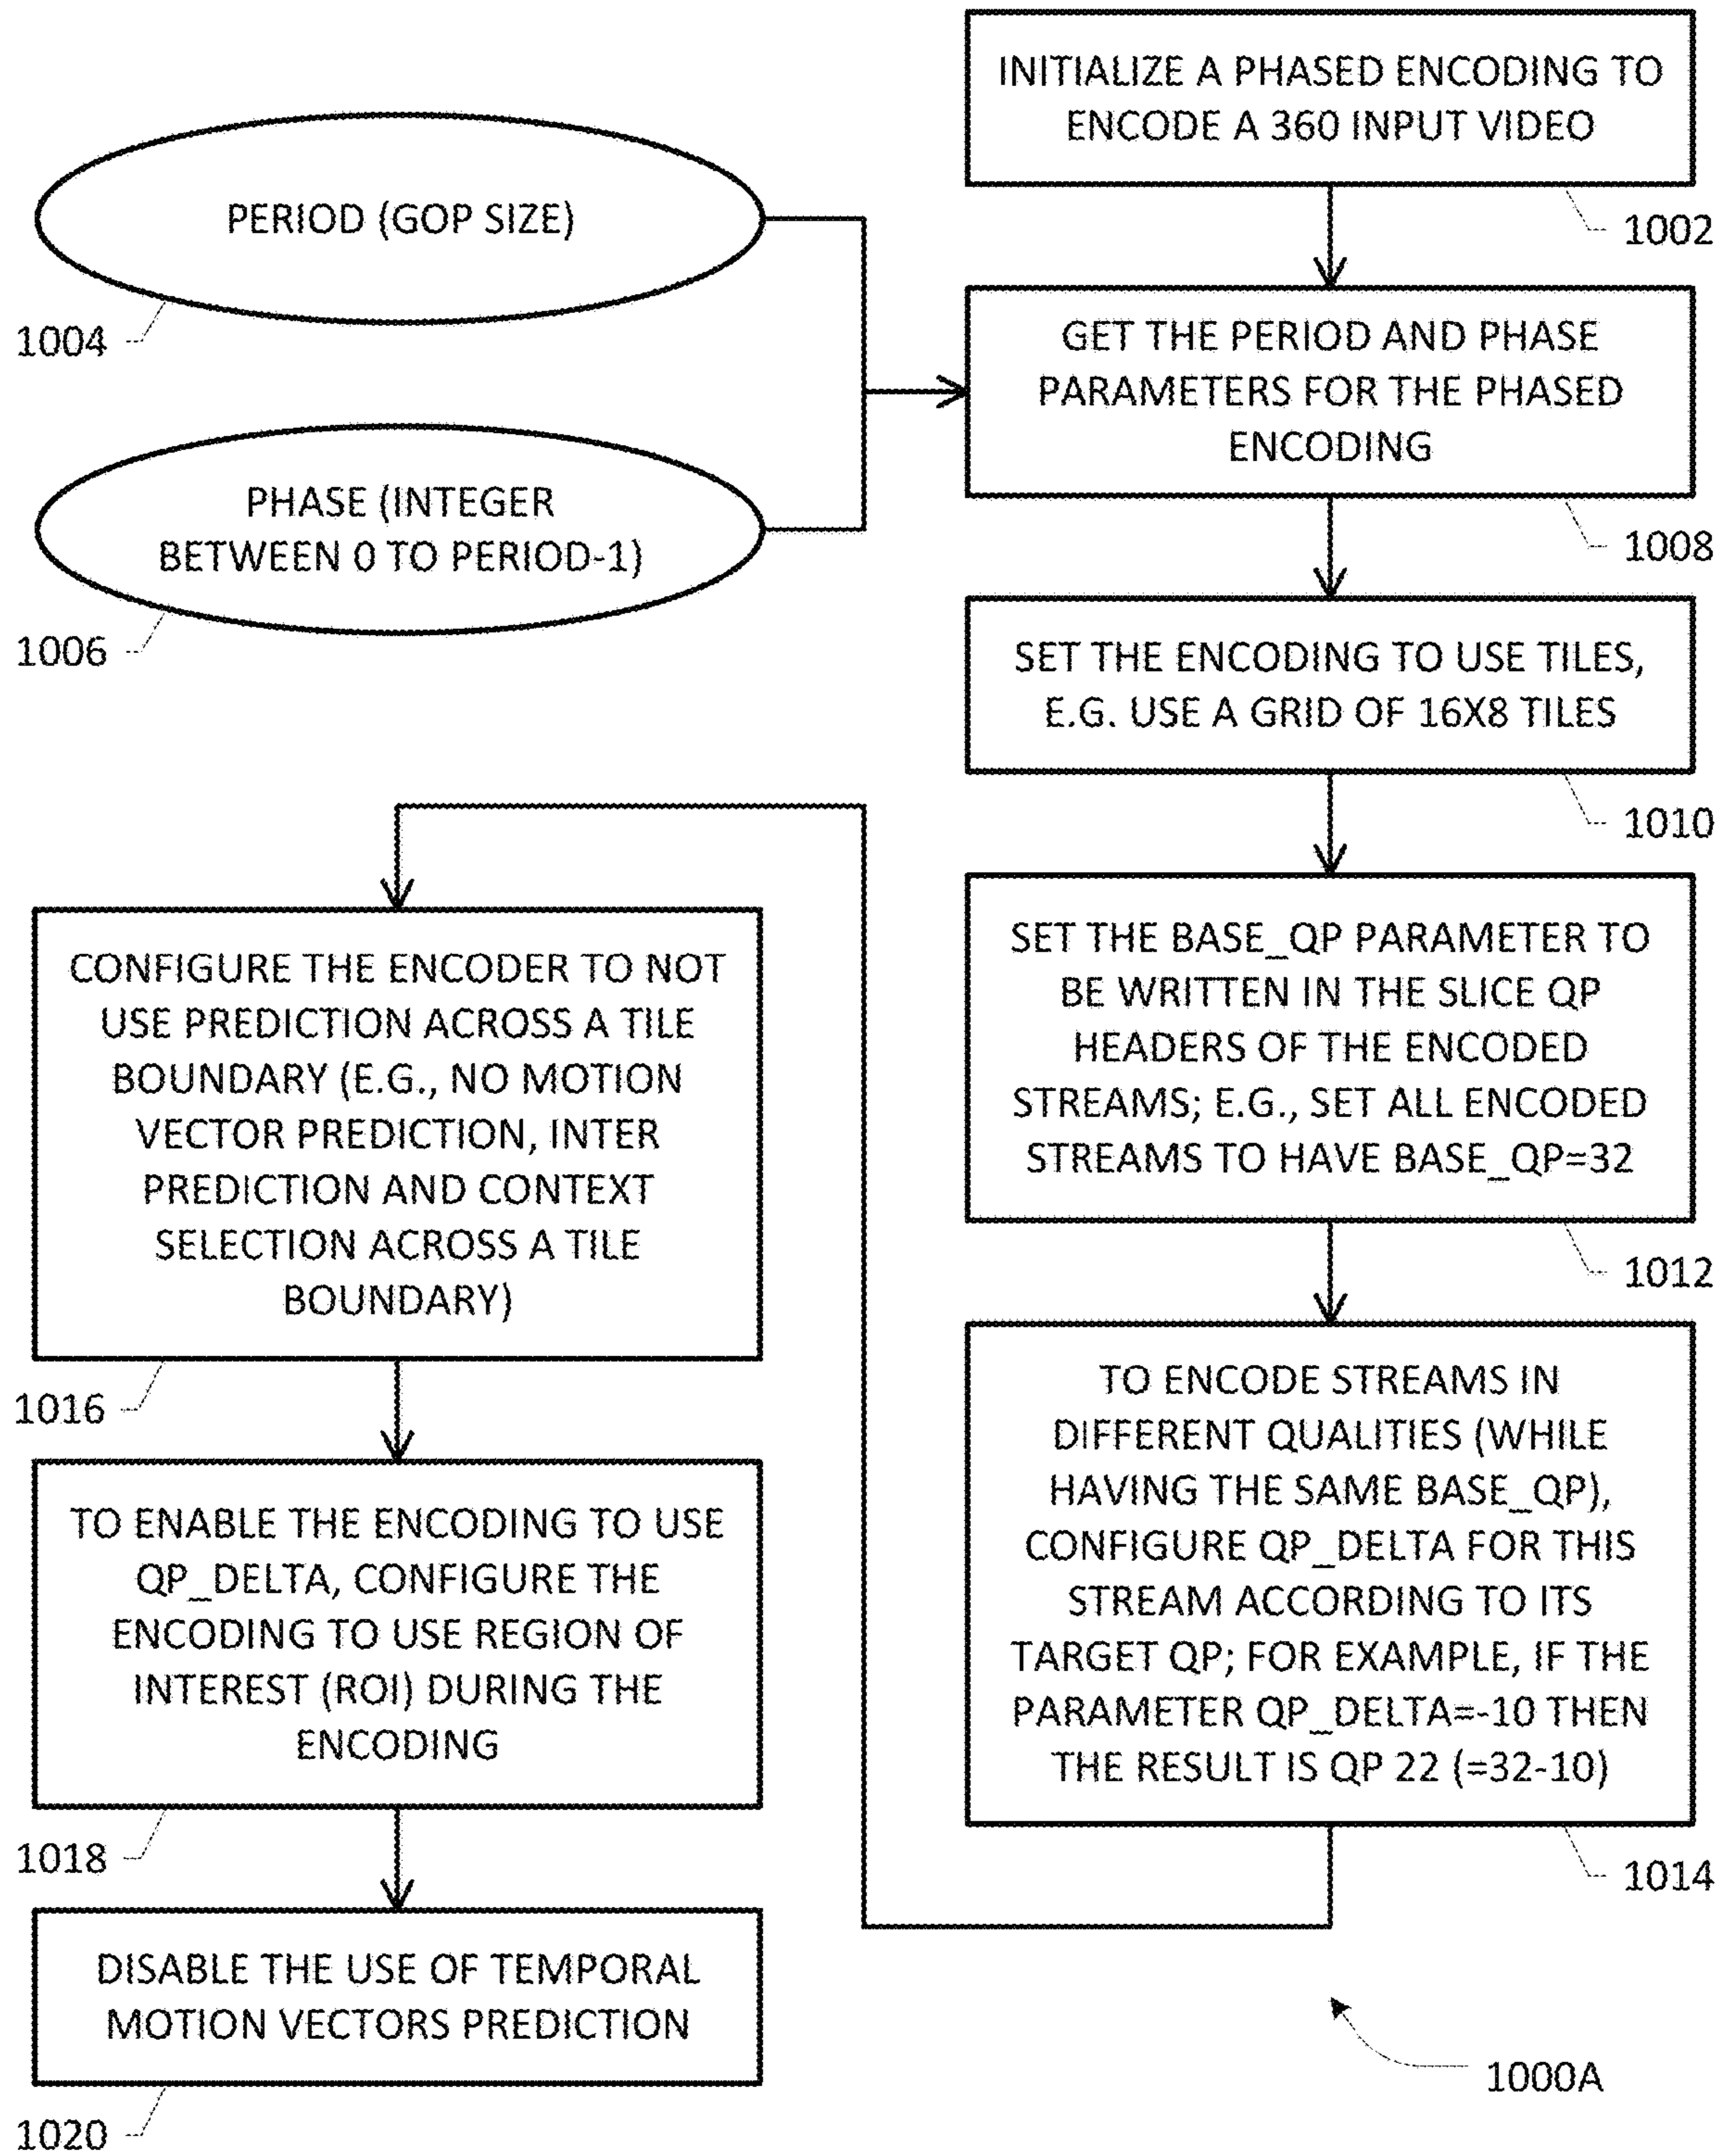 INITIALIZE A PHASED ENCODING TO
ENCODE A 360 INPUT VIDEO
1002
PERIOD (GOP SIZE)
1004
PHASE (INTEGER
BETWEEN 0 TO PERIOD-1)
1006
GET THE PERIOD AND PHASE
PARAMETERS FOR THE PHASED
ENCODING
1008
SET THE ENCODING TO USE TILES,
E.G. USE A GRID OF 16X8 TILES
1010
SET THE BASE_QP PARAMETER TO
BE WRITTEN IN THE SLICE QP
HEADERS OF THE ENCODED
STREAMS; E.G., SET ALL ENCODED
STREAMS TO HAVE BASE_QP=32
1012
TO ENCODE STREAMS IN
DIFFERENT QUALITIES (WHILE
HAVING THE SAME BASE_QP),
CONFIGURE QP_DELTA FOR THIS
STREAM ACCORDING TO ITS
TARGET QP; FOR EXAMPLE, IF THE
PARAMETER QP_DELTA=-10 THEN
THE RESULT IS QP 22 (=32-10)
1014
CONFIGURE THE ENCODER TO NOT
USE PREDICTION ACROSS A TILE
BOUNDARY (E.G., NO MOTION
VECTOR PREDICTION, INTER
PREDICTION AND CONTEXT
SELECTION ACROSS A TILE
BOUNDARY)
1016
TO ENABLE THE ENCODING TO USE
QP_DELTA, CONFIGURE THE
ENCODING TO USE REGION OF
INTEREST (ROI) DURING THE
ENCODING
1018
DISABLE THE USE OF TEMPORAL
MOTION VECTORS PREDICTION
1020
1000A